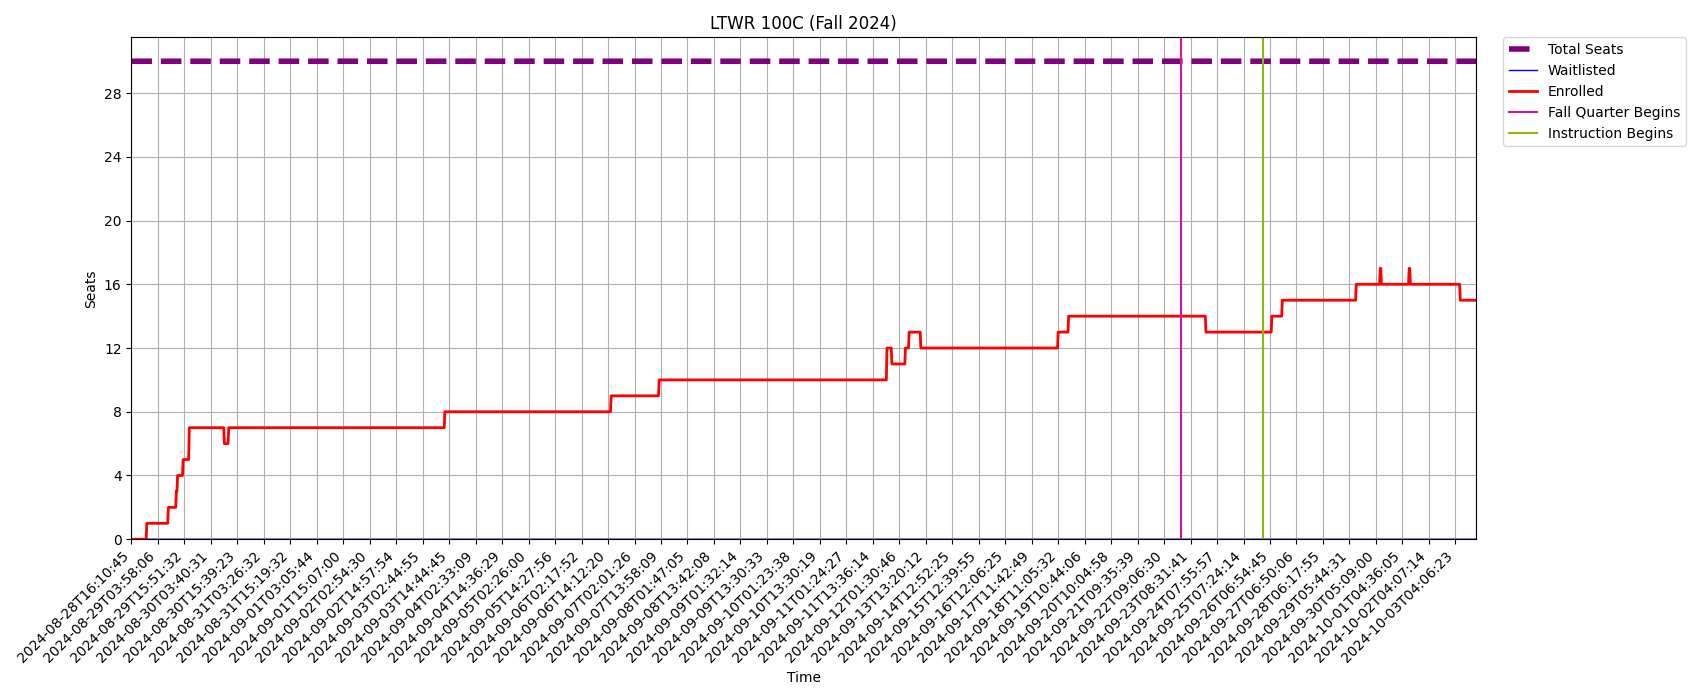 LTWR 100C (Fall 2024)
Total Seats
Waitlisted
Enrolled
Fall Quarter Begins
Instruction Begins
Seats
28
24
20
16
12
8
4
0
2024-08-28T16:10:45
2024-08-29T03:58:06
2024-08-29T15:51:32
2024-08-30T03:40:31
2024-08-30T15:39:23
2024-08-31T03:26:32
2024-08-31T15:19:32
2024-09-01T03:05:44
2024-09-01T15:07:00
2024-09-02T02:54:30
2024-09-02T14:57:54
2024-09-03T02:44:55
2024-09-03T14:44:45
2024-09-04T02:33:09
2024-09-04T14:36:29
2024-09-05T02:26:00
2024-09-05T14:27:56
2024-09-06T02:17:52
2024-09-06T14:12:20
2024-09-07T02:01:26
2024-09-07T13:58:09
2024-09-08T01:47:05
2024-09-08T13:42:08
2024-09-09T01:32:14
2024-09-09T13:30:33
2024-09-10T01:23:38
2024-09-10T13:30:19
2024-09-11T01:24:27
2024-09-11T13:36:14
2024-09-12T01:30:46
2024-09-13T13:20:12
2024-09-14T12:52:25
2024-09-15T12:39:55
2024-09-16T12:06:25
2024-09-17T11:42:49
2024-09-18T11:05:32
2024-09-19T10:44:06
2024-09-20T10:04:58
2024-09-21T09:35:39
2024-09-22T09:06:30
2024-09-23T08:31:41
2024-09-24T07:55:57
2024-09-25T07:24:14
2024-09-26T06:54:45
2024-09-27T06:50:06
2024-09-28T06:17:55
2024-09-29T05:44:31
2024-09-30T05:09:00
2024-10-01T04:36:05
2024-10-02T04:07:14
2024-10-03T04:06:23
Time